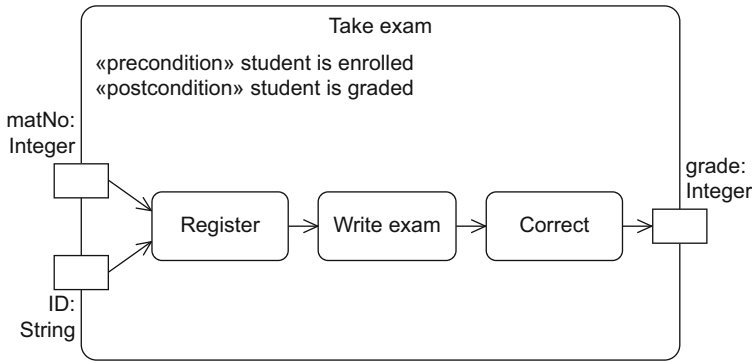 Take exam
«precondition» student is enrolled
«postcondition» student is graded
matNo:
Integer
grade:
Integer
Register
Write exam
Correct
ID:
String